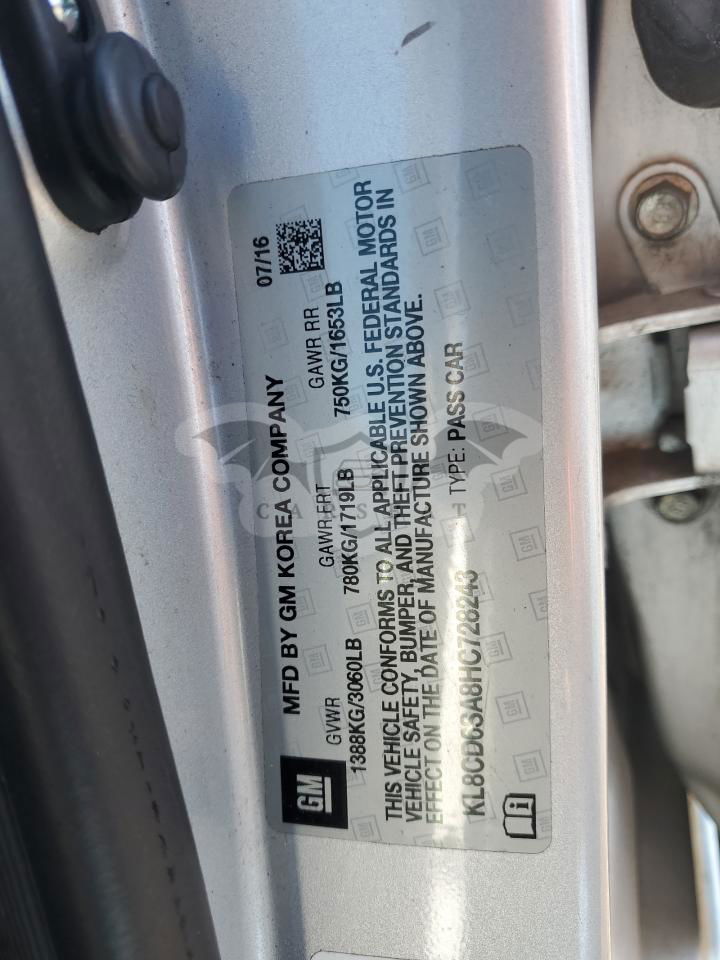 GM
MFD BY GM KOREA COMPANY
07/16
GVWR
GAWR FRT
GAWR RR
1388KG/3060LB
780KG/1719LB
750KG/1653LB
THIS VEHICLE CONFORMS TO ALL APPLICABLE U.S. FEDERAL MOTOR
VEHICLE SAFETY, BUMPER, AND THEFT PREVENTION STANDARDS IN
EFFECT ON THE DATE OF MANUFACTURE SHOWN ABOVE.
KL8CD63A8HC728243
TYPE: PASS CAR